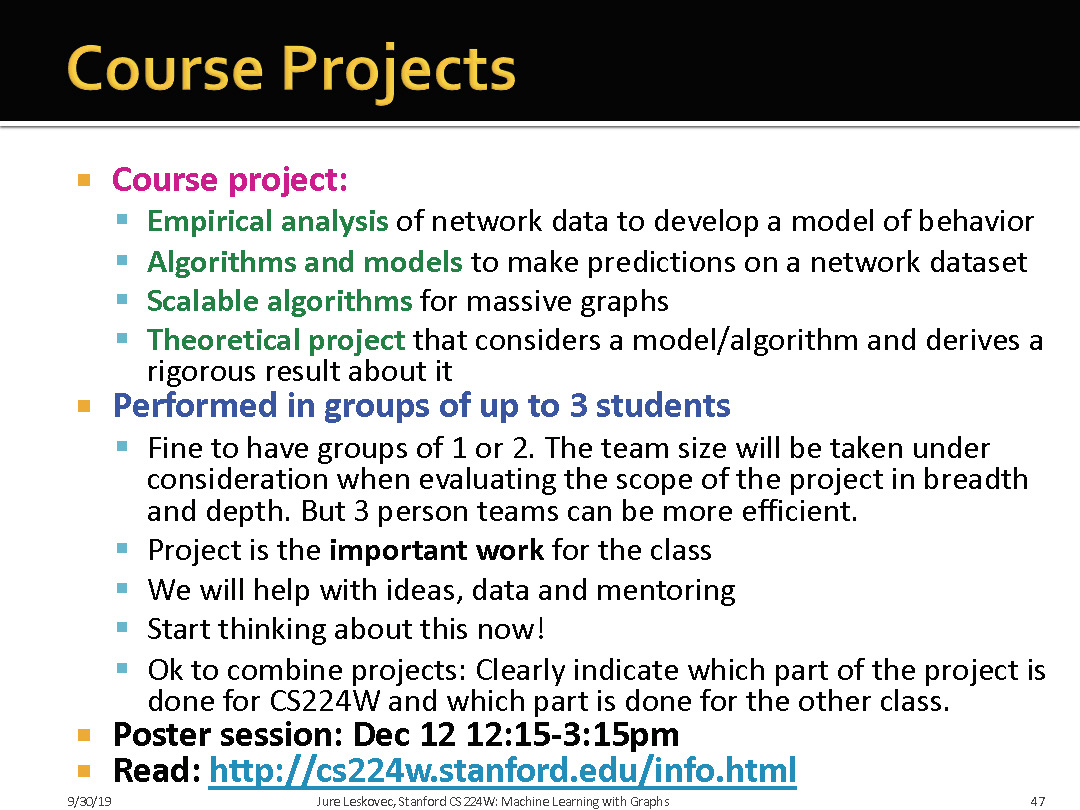 Course Projects
Course project:
Empirical analysis of network data to develop a model of behavior
Algorithms and models to make predictions on a network dataset
Scalable algorithms for massive graphs
Theoretical project that considers a model/algorithm and derives a
rigorous result about it
Performed in groups of up to 3 students
Fine to have groups of 1 or 2. The team size will be taken under
consideration when evaluating the scope of the project in breadth
and depth. But 3 person teams can be more efficient.
Project is the important work for the class
We will help with ideas, data and mentoring
Start thinking about this now!
Ok to combine projects: Clearly indicate which part of the project is
done for CS224W and which part is done for the other class.
Poster session: Dec 12 12:15-3:15pm
Read: http://cs224w.stanford.edu/info.html
9/30/19 Jure Leskovec, Stanford CS224W: Machine Learning with Graphs 47